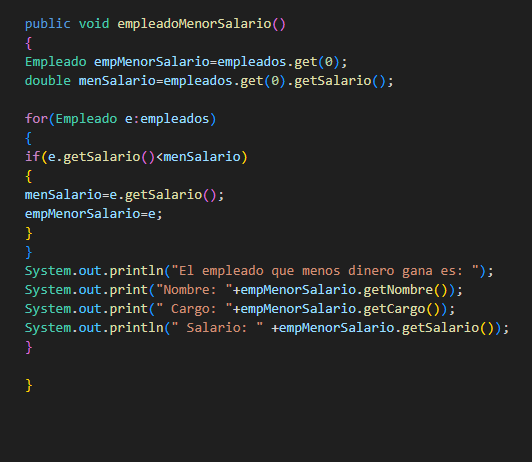 public void empleadoMenorSalario()
{
Empleado empMenorSalario=empleados.get(0);
double menSalario=empleados.get(0).getSalario();
for(Empleado e:empleados)
{
if(e.getSalario()<menSalario)
{
menSalario=e.getSalario();
empMenorSalario=e;
}
}
System.out.println("El empleado que menos dinero gana es: ");
System.out.print("Nombre: "+empMenorSalario.getNombre());
System.out.print(" Cargo: "+empMenorSalario.getCargo());
System.out.println(" Salario: " +empMenorSalario.getSalario());
}
}